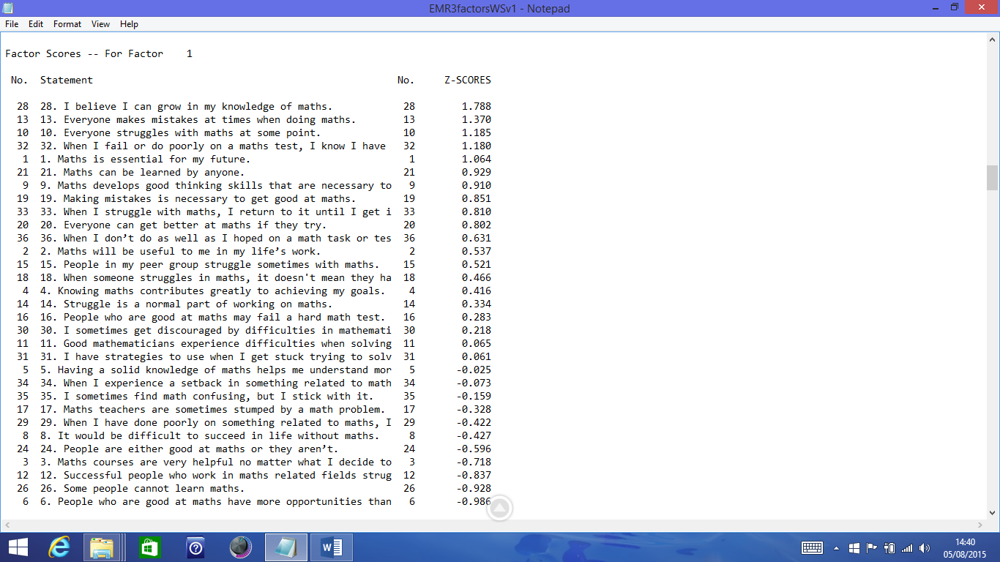 EMR3factorsWSv1 - Notepad
File Edit Format View Help
Factor Scores -- For Factor 1
No. Statement No. Z-SCORES
28 28. I believe I can grow in my knowledge of maths. 28 1.788
13 13. Everyone makes mistakes at times when doing maths. 13 1.370
10 10. Everyone struggles with maths at some point. 10 1.185
32 32. When I fail or do poorly on a maths test, I know I have 32 1.180
1 1. Maths is essential for my future. 1 1.064
21 21. Maths can be learned by anyone. 21 0.929
9 9. Maths develops good thinking skills that are necessary to 9 0.910
19 19. Making mistakes is necessary to get good at maths. 19 0.851
33 33. When I struggle with maths, I return to it until I get i 33 0.810
20 20. Everyone can get better at maths if they try. 20 0.802
36 36. When I don’t do as well as I hoped on a math task or tes 36 0.631
2 2. Maths will be useful to me in my life’s work. 2 0.537
15 15. People in my peer group struggle sometimes with maths. 15 0.521
18 18. When someone struggles in maths, it doesn't mean they ha 18 0.466
4 4. Knowing maths contributes greatly to achieving my goals. 4 0.416
14 14. Struggle is a normal part of working on maths. 14 0.334
16 16. People who are good at maths may fail a hard math test. 16 0.283
30 30. I sometimes get discouraged by difficulties in mathemati 30 0.218
11 11. Good mathematicians experience difficulties when solving 11 0.065
31 31. I have strategies to use when I get stuck trying to solv 31 0.061
5 5. Having a solid knowledge of maths helps me understand mor 5 -0.025
34 34. When I experience a setback in something related to math 34 -0.073
35 35. I sometimes find math confusing, but I stick with it. 35 -0.159
17 17. Maths teachers are sometimes stumped by a math problem. 17 -0.328
29 29. When I have done poorly on something related to maths, I 29 -0.422
8 8. It would be difficult to succeed in life without maths. 8 -0.427
24 24. People are either good at maths or they aren’t. 24 -0.596
3 3. Maths courses are very helpful no matter what I decide to 3 -0.718
12 12. Successful people who work in maths related fields strug 12 -0.837
26 26. Some people cannot learn maths. 26 -0.928
6 6. People who are good at maths have more opportunities than 6 -0.986
14:40
05/08/2015